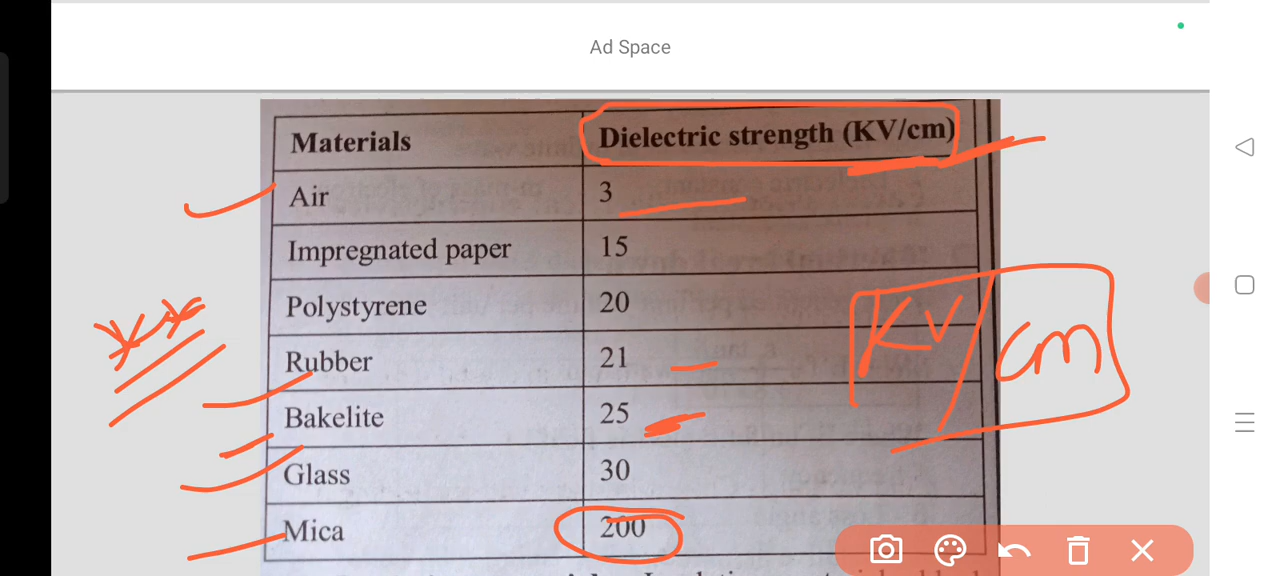 Ad Space
Materials Dielectric strength (KV/cm)
Air 3
Impregnated paper 15
Polystyrene 20
Rubber 21
Bakelite 25
Glass 30
Mica 200
KV/cm